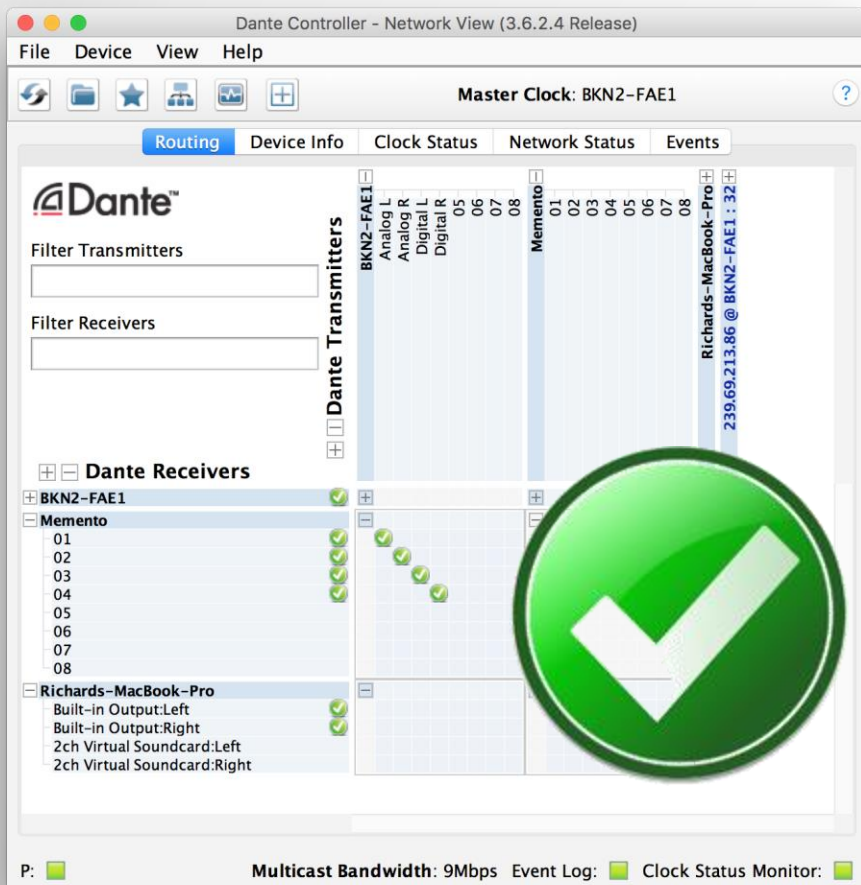 Dante Controller - Network View (3.6.2.4 Release)
File Device View Help
Master Clock: BKN2-FAE1
?
Routing Device Info Clock Status Network Status Events
Dante™
Filter Transmitters
Filter Receivers
Dante Transmitters
BKN2-FAE1
Analog L
Analog R
Digital L
Digital R
05
06
07
08
Memento
01
02
03
04
05
06
07
08
Richards-MacBook-Pro
239.69.213.86 @ BKN2-FAE1 : 32
Dante Receivers
BKN2-FAE1
Memento
01
02
03
04
05
06
07
08
Richards-MacBook-Pro
Built-in Output:Left
Built-in Output:Right
2ch Virtual Soundcard:Left
2ch Virtual Soundcard:Right
P: Multicast Bandwidth: 9Mbps Event Log: Clock Status Monitor: